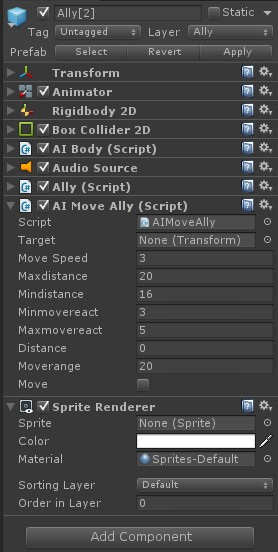 Ally[2] Static
Tag Untagged Layer Ally
Prefab Select Revert Apply
Transform
Animator
Rigidbody 2D
Box Collider 2D
AI Body (Script)
Audio Source
Ally (Script)
AI Move Ally (Script)
Script AIMoveAlly
Target None (Transform)
Move Speed 3
Maxdistance 20
Mindistance 16
Minmovereact 3
Maxmovereact 5
Distance 0
Moverange 20
Move
Sprite Renderer
Sprite None (Sprite)
Color
Material Sprites-Default
Sorting Layer Default
Order in Layer 0
Add Component